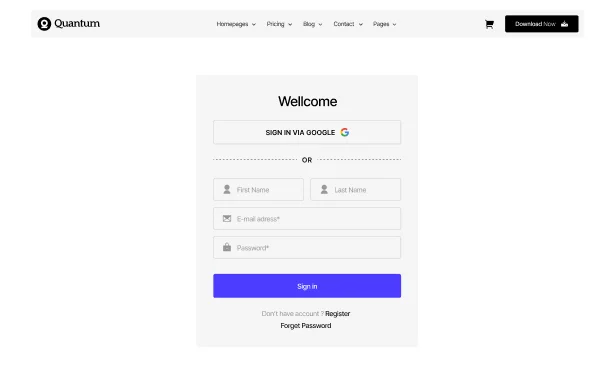 Quantum Homepages Pricing Blog Contact Pages Download Now
Wellcome
SIGN IN VIA GOOGLE
OR
First Name Last Name
E-mail adress*
Password*
Sign in
Don't have account ? Register
Forget Password